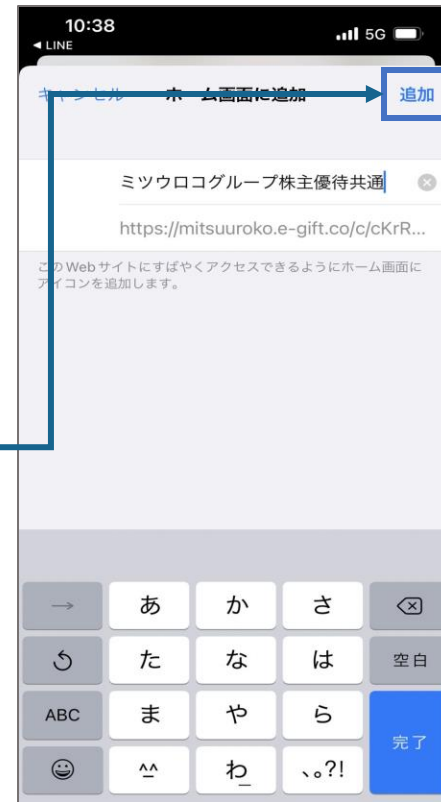 10:38
5G
◀ LINE
キャンセル ホーム画面に追加 追加
ミツウロコグループ株主優待共通
https://mitsuuroko.e-gift.co/c/cKrR...
このWebサイトにすばやくアクセスできるようにホーム画面に
アイコンを追加します。
→ あ か さ
た な は 空白
ABC ま や ら
完了
^^ わ 、。?!